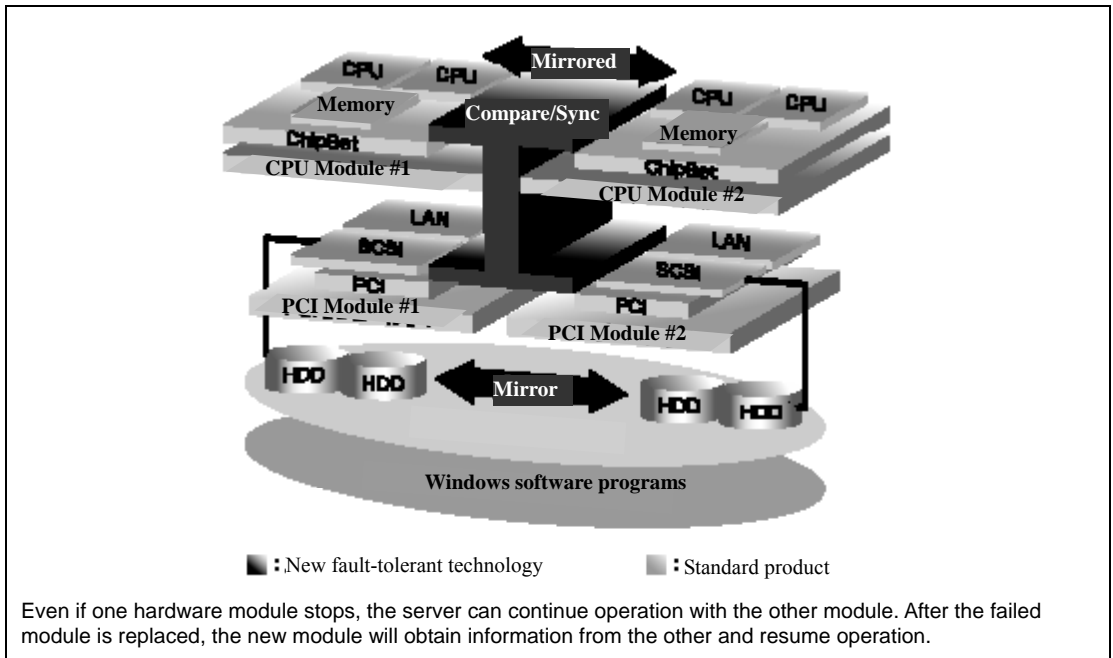 Mirrored
CPU CPU CPU CPU
Memory Compare/Sync Memory
ChipSet ChipSet
CPU Module #1 CPU Module #2
LAN LAN
SCSI SCSI
PCI PCI
PCI Module #1 PCI Module #2
HDD HDD Mirror HDD HDD
Windows software programs
: New fault-tolerant technology : Standard product
Even if one hardware module stops, the server can continue operation with the other module. After the failed
module is replaced, the new module will obtain information from the other and resume operation.